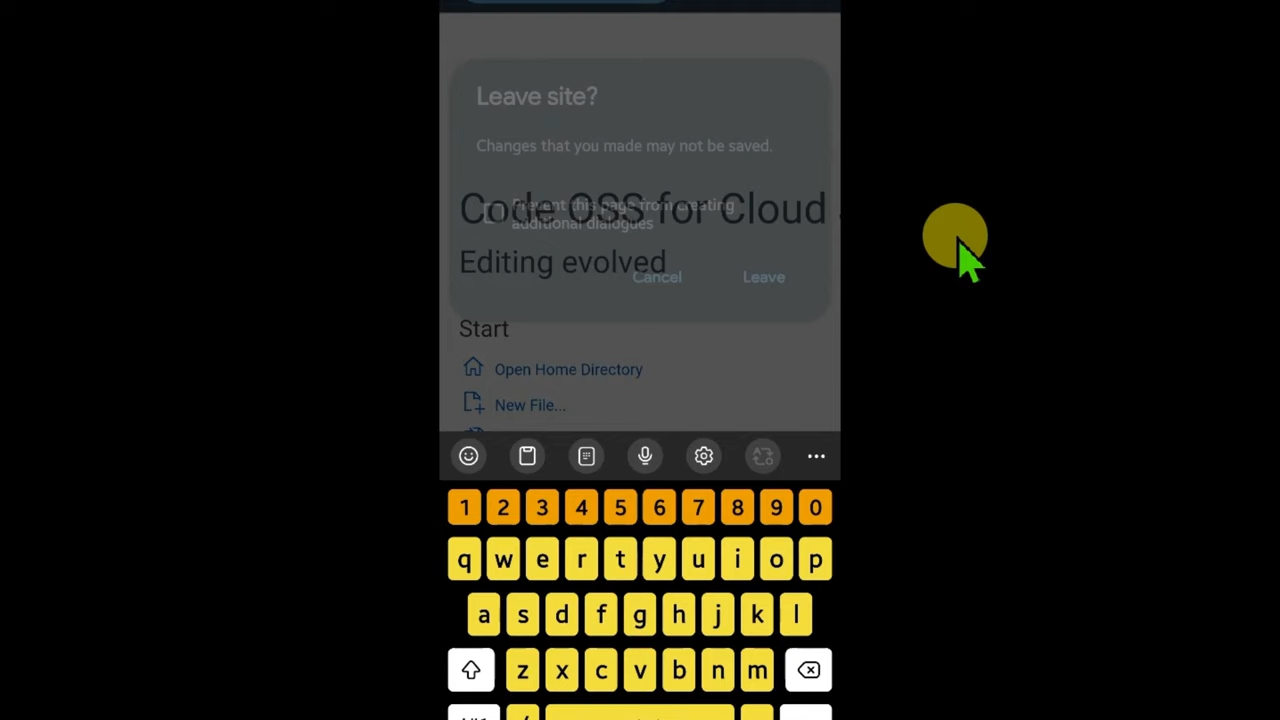 Leave site?
Changes that you made may not be saved.
Prevent this page from creating
additional dialogues
Code OSS for Cloud
Editing evolved
Cancel Leave
Start
Open Home Directory
New File...
1 2 3 4 5 6 7 8 9 0
q w e r t y u i o p
a s d f g h j k l
z x c v b n m